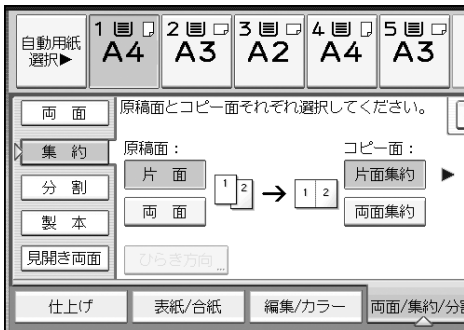 自動用紙
選択▶
1
A4
2
A3
3
A2
4
A4
5
A3
両 面
原稿面とコピー面それぞれ選択してください。
集 約
原稿面：
コピー面：
片 面
片面集約
分 割
1 2 → 1 2
両 面
両面集約
製 本
見開き両面
ひらき方向
仕上げ
表紙/合紙
編集/カラー
両面/集約/分割